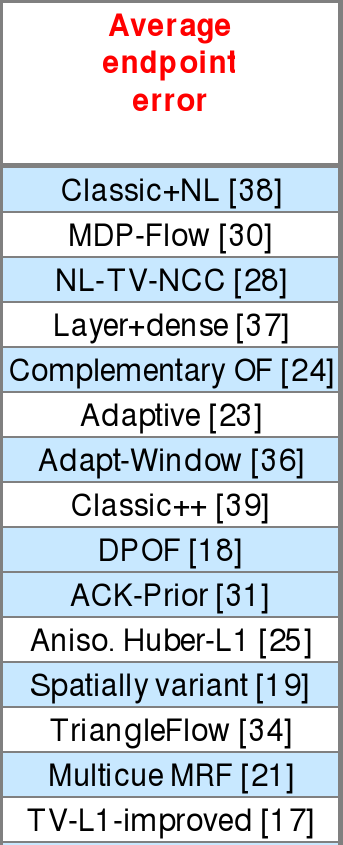 Average
endpoint
error
Classic+NL [38]
MDP-Flow [30]
NL-TV-NCC [28]
Layer+dense [37]
Complementary OF [24]
Adaptive [23]
Adapt-Window [36]
Classic++ [39]
DPOF [18]
ACK-Prior [31]
Aniso. Huber-L1 [25]
Spatially variant [19]
TriangleFlow [34]
Multicue MRF [21]
TV-L1-improved [17]